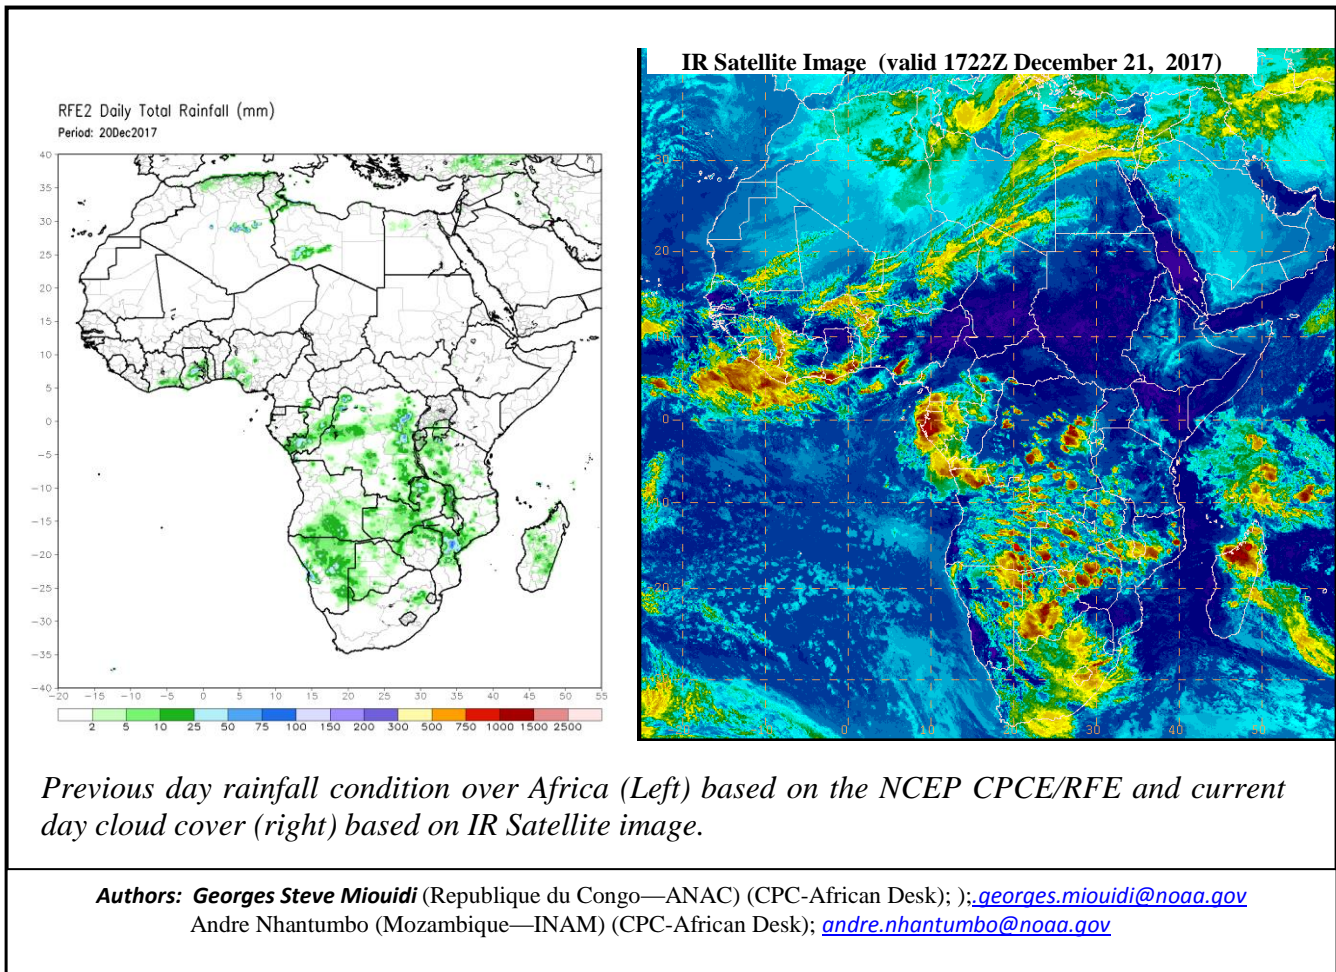 IR Satellite Image (valid 1722Z December 21, 2017)
RFE2 Daily Total Rainfall (mm)
Period: 20Dec2017
40
35
30
25
20
15
10
5
0
-5
-10
-15
-20
-25
-30
-35
-40
-20 -15 -10 -5 0 5 10 15 20 25 30 35 40 45 50 55
2 5 10 25 50 75 100 150 200 300 500 750 1000 1500 2500
20
0
0 10 20 30 40
Previous day rainfall condition over Africa (Left) based on the NCEP CPCE/RFE and current
day cloud cover (right) based on IR Satellite image.
Authors: Georges Steve Miouidi (Republique du Congo—ANAC) (CPC-African Desk); );.georges.miouidi@noaa.gov
Andre Nhantumbo (Mozambique—INAM) (CPC-African Desk); andre.nhantumbo@noaa.gov